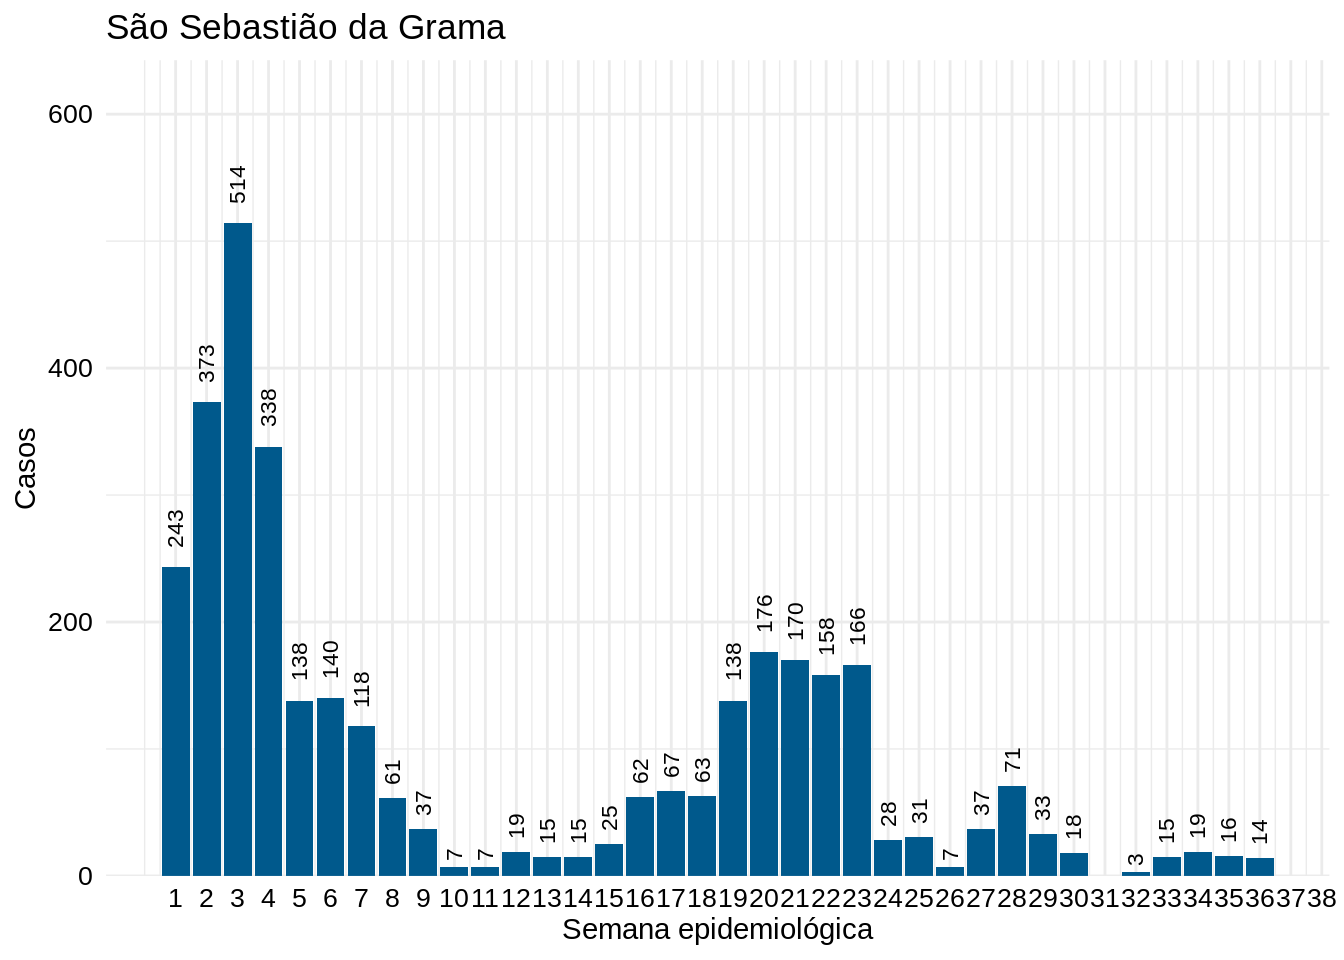 São Sebastião da Grama
600
400
200
0
Casos
243 373 514 338 138 140 118 61 37 7 7 19 15 15 25 62 67 63 138 176 170 158 166 28 31 7 37 71 33 18 3 15 19 16 14
1 2 3 4 5 6 7 8 9 10 11 12 13 14 15 16 17 18 19 20 21 22 23 24 25 26 27 28 29 30 31 32 33 34 35 36 37 38
Semana epidemiológica